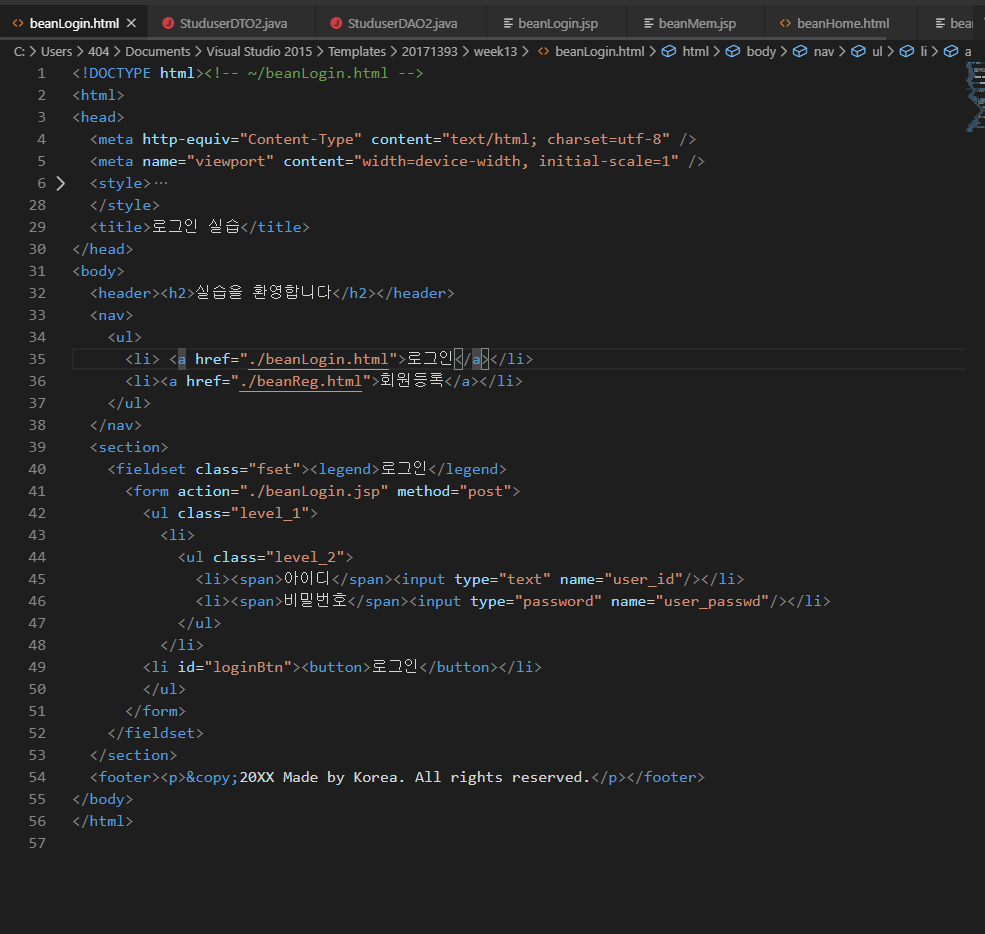 beanLogin.html StuduserDTO2.java StuduserDAO2.java beanLogin.jsp beanMem.jsp beanHome.html bea
C: > Users > 404 > Documents > Visual Studio 2015 > Templates > 20171393 > week13 > beanLogin.html > html > body > nav > ul > li > a
1 <!DOCTYPE html><!-- ~/beanLogin.html -->
2 <html>
3 <head>
4 <meta http-equiv="Content-Type" content="text/html; charset=utf-8" />
5 <meta name="viewport" content="width=device-width, initial-scale=1" />
6 <style>…
28 </style>
29 <title>로그인 실습</title>
30 </head>
31 <body>
32 <header><h2>실습을 환영합니다</h2></header>
33 <nav>
34 <ul>
35 <li> <a href="./beanLogin.html">로그인</a></li>
36 <li><a href="./beanReg.html">회원등록</a></li>
37 </ul>
38 </nav>
39 <section>
40 <fieldset class="fset"><legend>로그인</legend>
41 <form action="./beanLogin.jsp" method="post">
42 <ul class="level_1">
43 <li>
44 <ul class="level_2">
45 <li><span>아이디</span><input type="text" name="user_id"/></li>
46 <li><span>비밀번호</span><input type="password" name="user_passwd"/></li>
47 </ul>
48 </li>
49 <li id="loginBtn"><button>로그인</button></li>
50 </ul>
51 </form>
52 </fieldset>
53 </section>
54 <footer><p>&copy;20XX Made by Korea. All rights reserved.</p></footer>
55 </body>
56 </html>
57